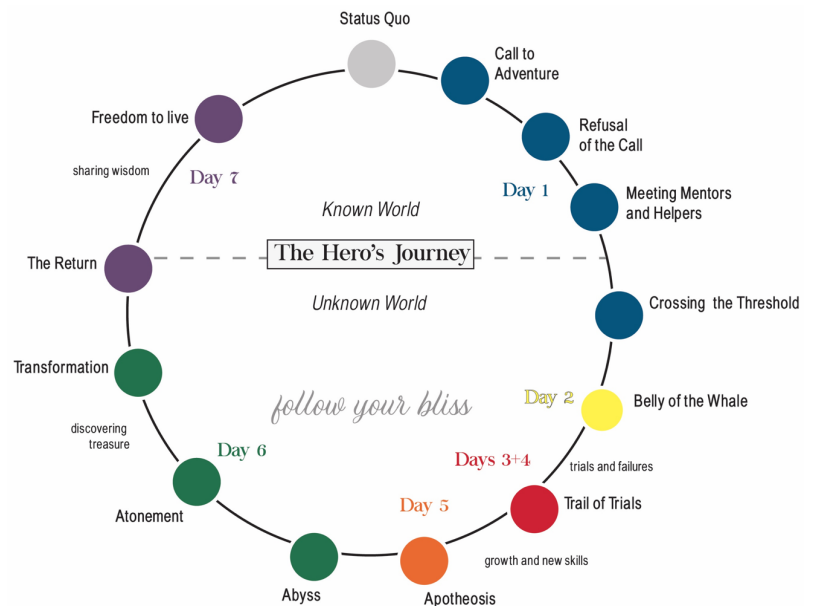 Status Quo
Call to
Adventure
Refusal
of the Call
Day 1
Meeting Mentors
and Helpers
Known World
The Hero's Journey
Unknown World
Crossing the Threshold
Day 2
Belly of the Whale
follow your bliss
Days 3+4
trials and failures
Trail of Trials
growth and new skills
Day 5
Apotheosis
Abyss
Day 6
Atonement
discovering
treasure
Transformation
The Return
sharing wisdom
Day 7
Freedom to live